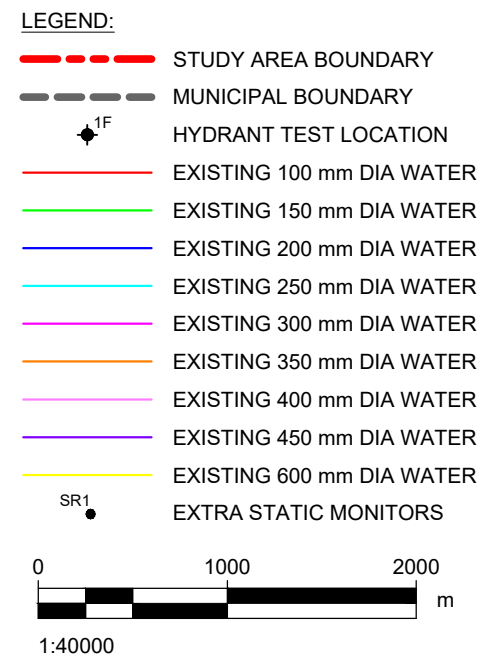 LEGEND:
STUDY AREA BOUNDARY
MUNICIPAL BOUNDARY
1F HYDRANT TEST LOCATION
EXISTING 100 mm DIA WATER
EXISTING 150 mm DIA WATER
EXISTING 200 mm DIA WATER
EXISTING 250 mm DIA WATER
EXISTING 300 mm DIA WATER
EXISTING 350 mm DIA WATER
EXISTING 400 mm DIA WATER
EXISTING 450 mm DIA WATER
EXISTING 600 mm DIA WATER
SR1 EXTRA STATIC MONITORS
0 1000 2000
m
1:40000